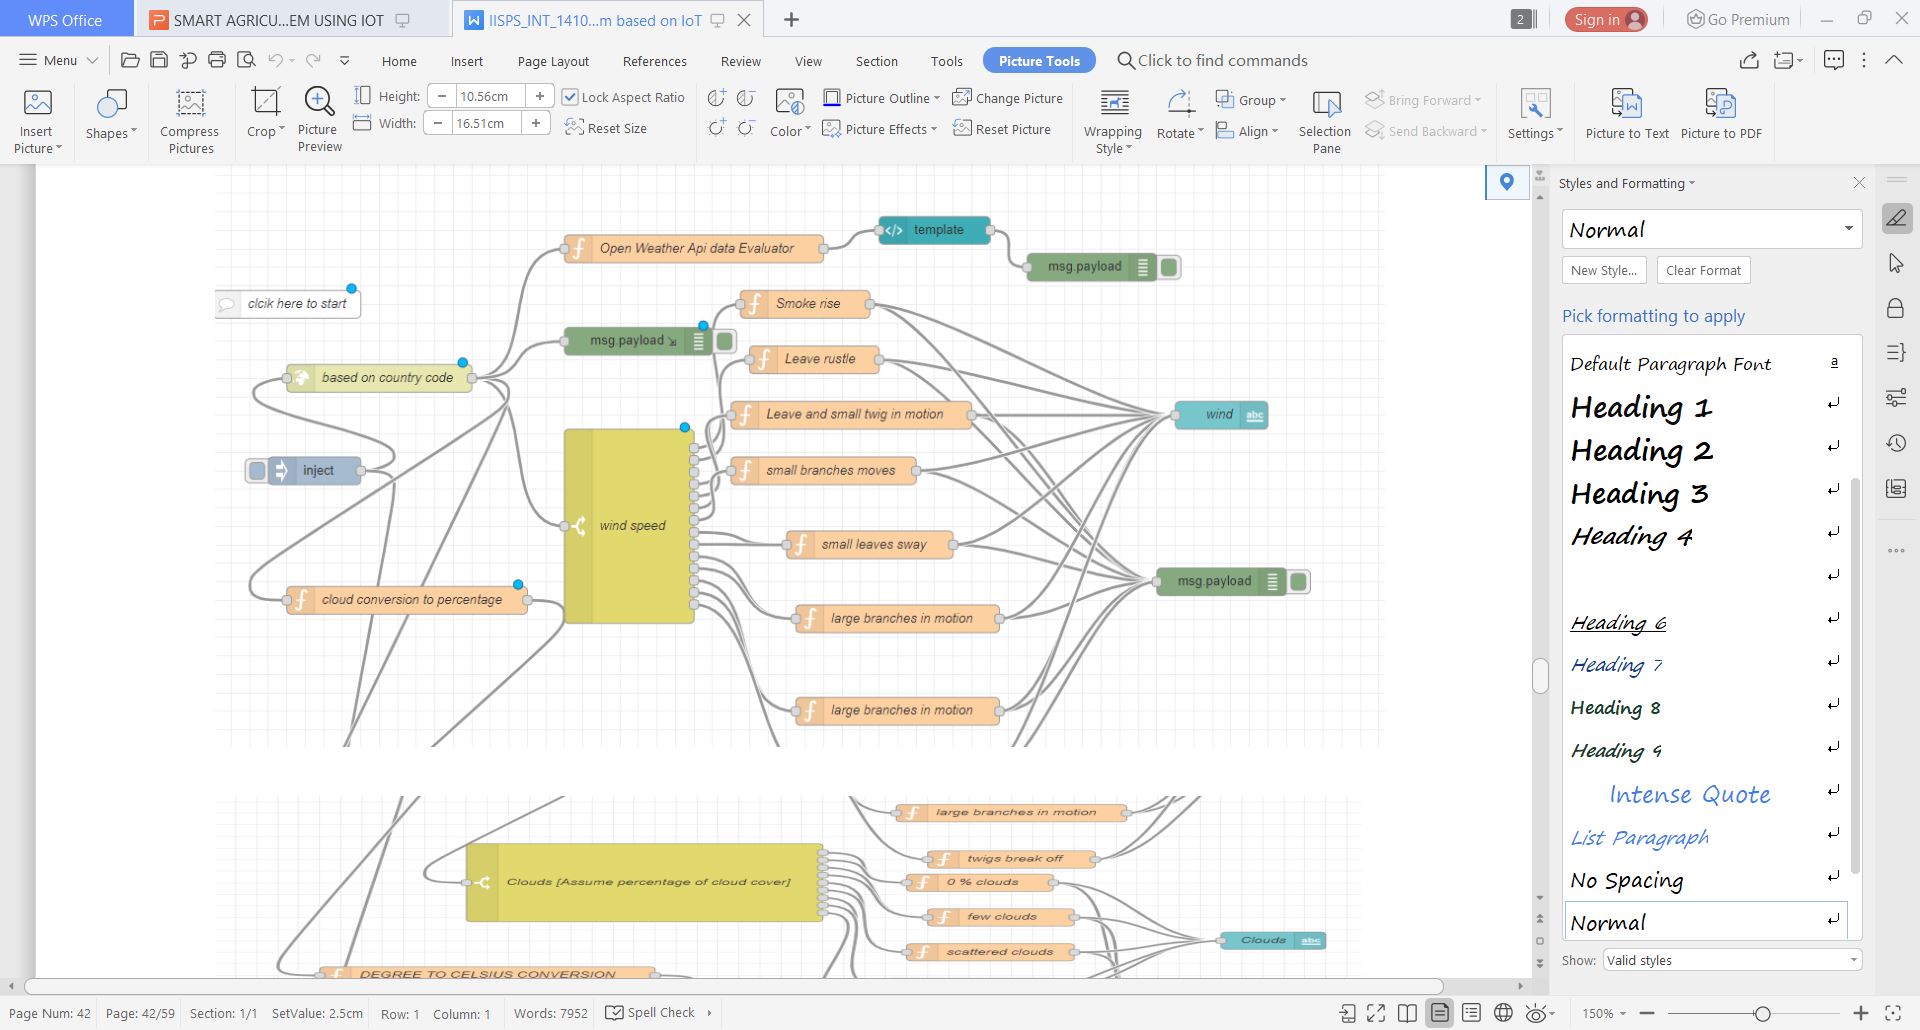 WPS Office
SMART AGRICU...EM USING IOT
IISPS_INT_1410...m based on IoT
2
Sign in
Go Premium
Menu
Home
Insert
Page Layout
References
Review
View
Section
Tools
Picture Tools
Click to find commands
Insert Picture
Shapes
Compress Pictures
Crop
Picture Preview
Height: 10.56cm
Width: 16.51cm
Lock Aspect Ratio
Reset Size
Color
Picture Outline
Picture Effects
Change Picture
Reset Picture
Wrapping Style
Rotate
Group
Align
Selection Pane
Bring Forward
Send Backward
Settings
Picture to Text
Picture to PDF
Open Weather Api data Evaluator
template
msg.payload
clcik here to start
Smoke rise
msg.payload
Leave rustle
based on country code
Leave and small twig in motion
wind abc
inject
small branches moves
wind speed
small leaves sway
msg.payload
cloud conversion to percentage
large branches in motion
large branches in motion
large branches in motion
twigs break off
Clouds [Assume percentage of cloud cover]
0 % clouds
few clouds
Clouds abc
scattered clouds
DEGREE TO CELSIUS CONVERSION
Styles and Formatting
Normal
New Style...
Clear Format
Pick formatting to apply
Default Paragraph Font a
Heading 1
Heading 2
Heading 3
Heading 4
Heading 6
Heading 7
Heading 8
Heading 9
Intense Quote
List Paragraph
No Spacing
Normal
Show: Valid styles
Page Num: 42
Page: 42/59
Section: 1/1
SetValue: 2.5cm
Row: 1
Column: 1
Words: 7952
Spell Check
150%